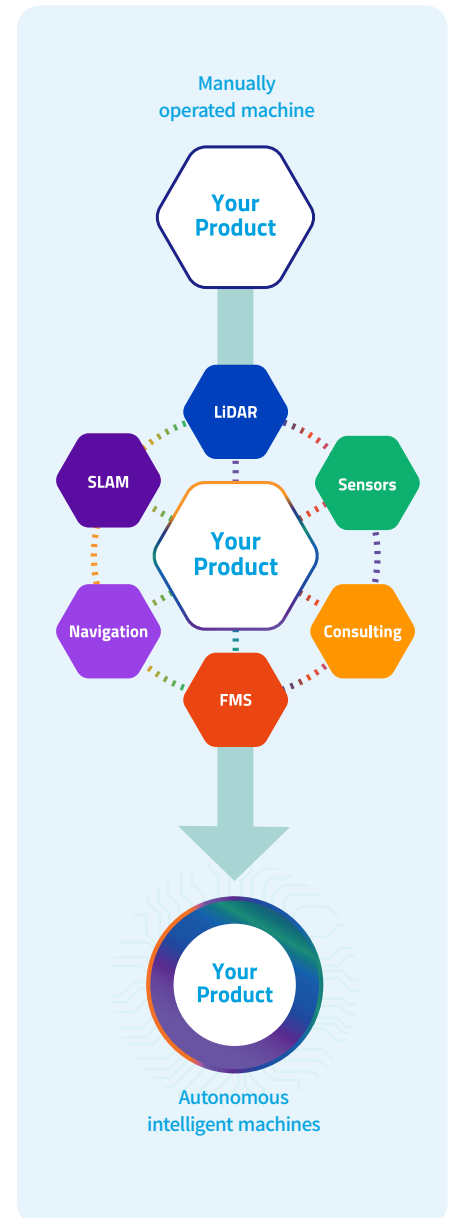 Manually
operated machine
Your
Product
LiDAR
SLAM
Sensors
Your
Product
Navigation
Consulting
FMS
Your
Product
Autonomous
intelligent machines